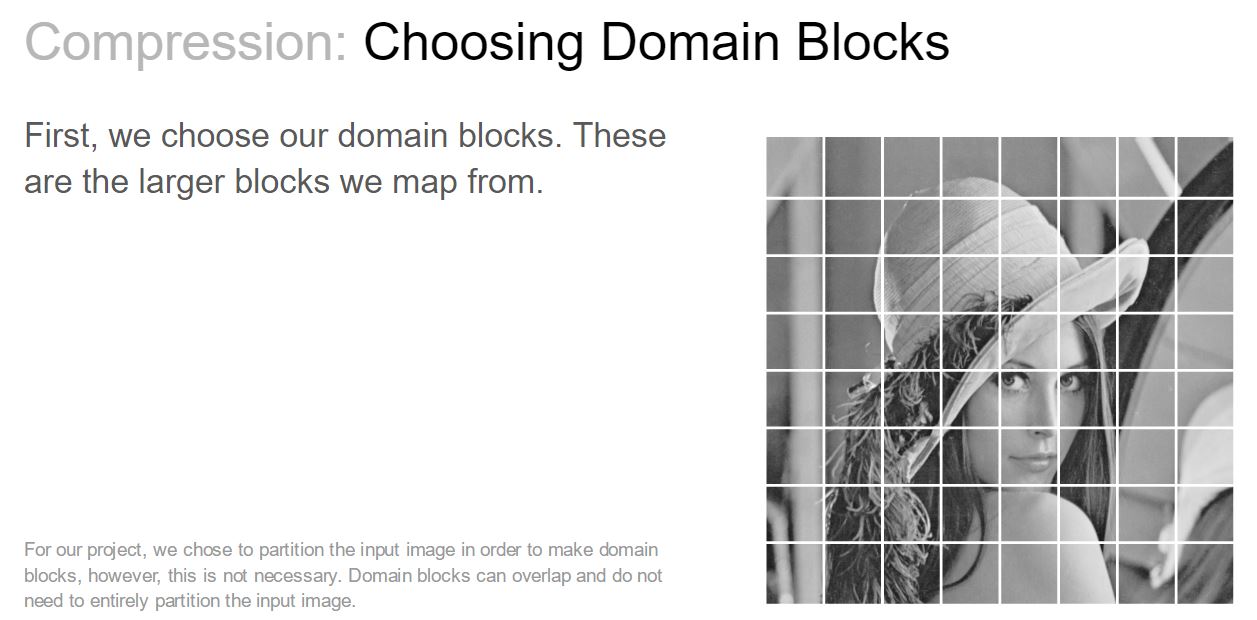 Compression: Choosing Domain Blocks
First, we choose our domain blocks. These
are the larger blocks we map from.
For our project, we chose to partition the input image in order to make domain
blocks, however, this is not necessary. Domain blocks can overlap and do not
need to entirely partition the input image.